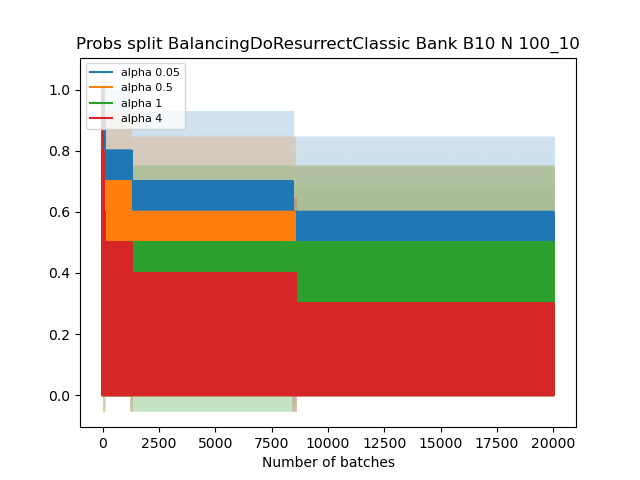 Probs split BalancingDoResurrectClassic Bank B10 N 100_10
alpha 0.05
alpha 0.5
alpha 1
alpha 4
1.0
0.8
0.6
0.4
0.2
0.0
0 2500 5000 7500 10000 12500 15000 17500 20000
Number of batches